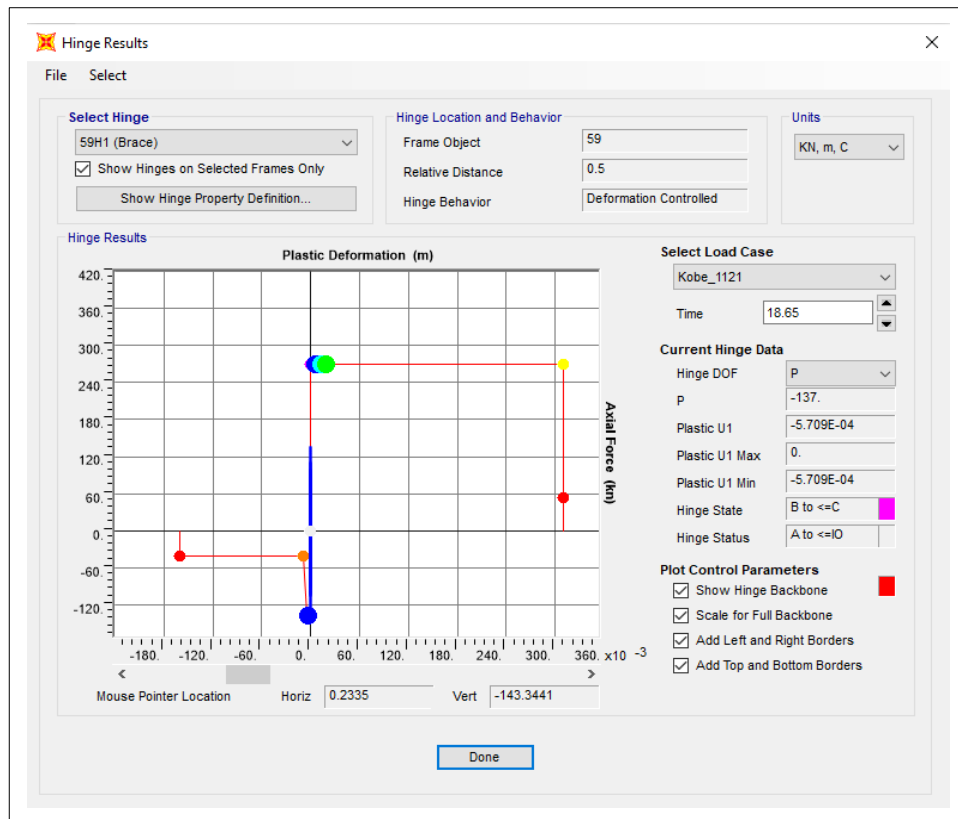 Hinge Results
File Select
Select Hinge
59H1 (Brace)
Show Hinges on Selected Frames Only
Show Hinge Property Definition...
Hinge Location and Behavior
Frame Object 59
Relative Distance 0.5
Hinge Behavior Deformation Controlled
Units
KN, m, C
Hinge Results
Plastic Deformation (m)
420.
360.
300.
240.
180.
120.
60.
0.
-60.
-120.
-180. -120. -60. 0. 60. 120. 180. 240. 300. 360. x10 -3
Axial Force (kn)
Mouse Pointer Location Horiz 0.2335 Vert -143.3441
Select Load Case
Kobe_1121
Time 18.65
Current Hinge Data
Hinge DOF P
P -137.
Plastic U1 -5.709E-04
Plastic U1 Max 0.
Plastic U1 Min -5.709E-04
Hinge State B to <=C
Hinge Status A to <=IO
Plot Control Parameters
Show Hinge Backbone
Scale for Full Backbone
Add Left and Right Borders
Add Top and Bottom Borders
Done